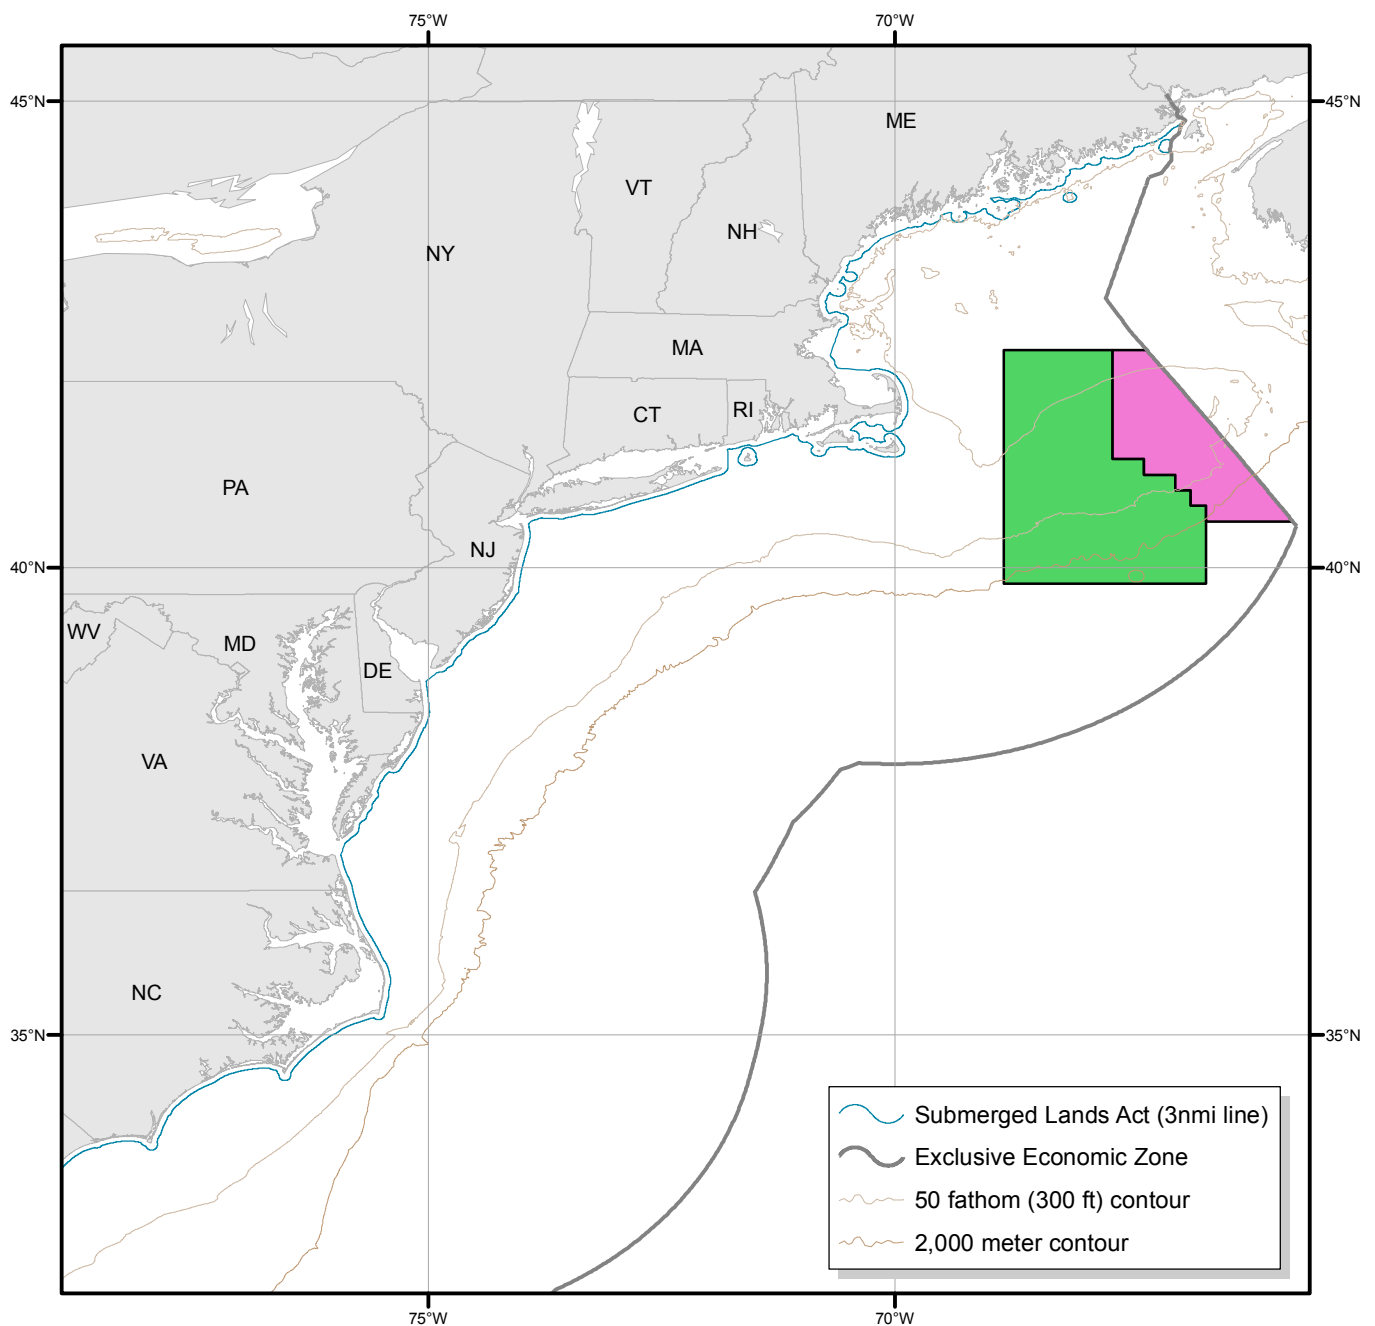 75°W 70°W
45°N 45°N
ME
VT
NH
NY
MA
CT RI
PA
NJ
40°N 40°N
WV
MD
DE
VA
NC
35°N 35°N
Submerged Lands Act (3nmi line)
Exclusive Economic Zone
50 fathom (300 ft) contour
2,000 meter contour
75°W 70°W